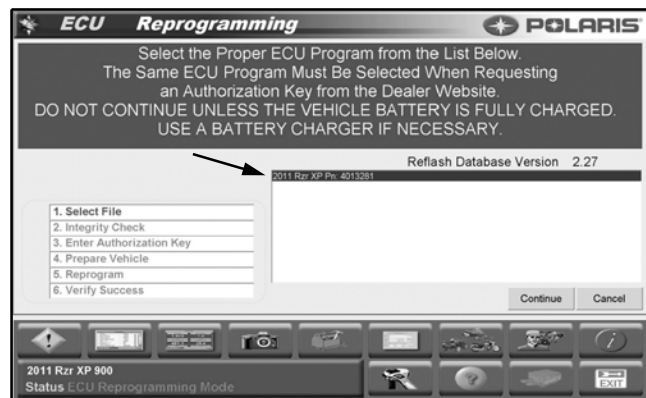 ECU Reprogramming
POLARIS
Select the Proper ECU Program from the List Below.
The Same ECU Program Must Be Selected When Requesting
an Authorization Key from the Dealer Website.
DO NOT CONTINUE UNLESS THE VEHICLE BATTERY IS FULLY CHARGED.
USE A BATTERY CHARGER IF NECESSARY.
Reflash Database Version 2.27
2011 Rzr XP Pn: 4013281
1. Select File
2. Integrity Check
3. Enter Authorization Key
4. Prepare Vehicle
5. Reprogram
6. Verify Success
Continue
Cancel
2011 Rzr XP 900
Status ECU Reprogramming Mode
EXIT